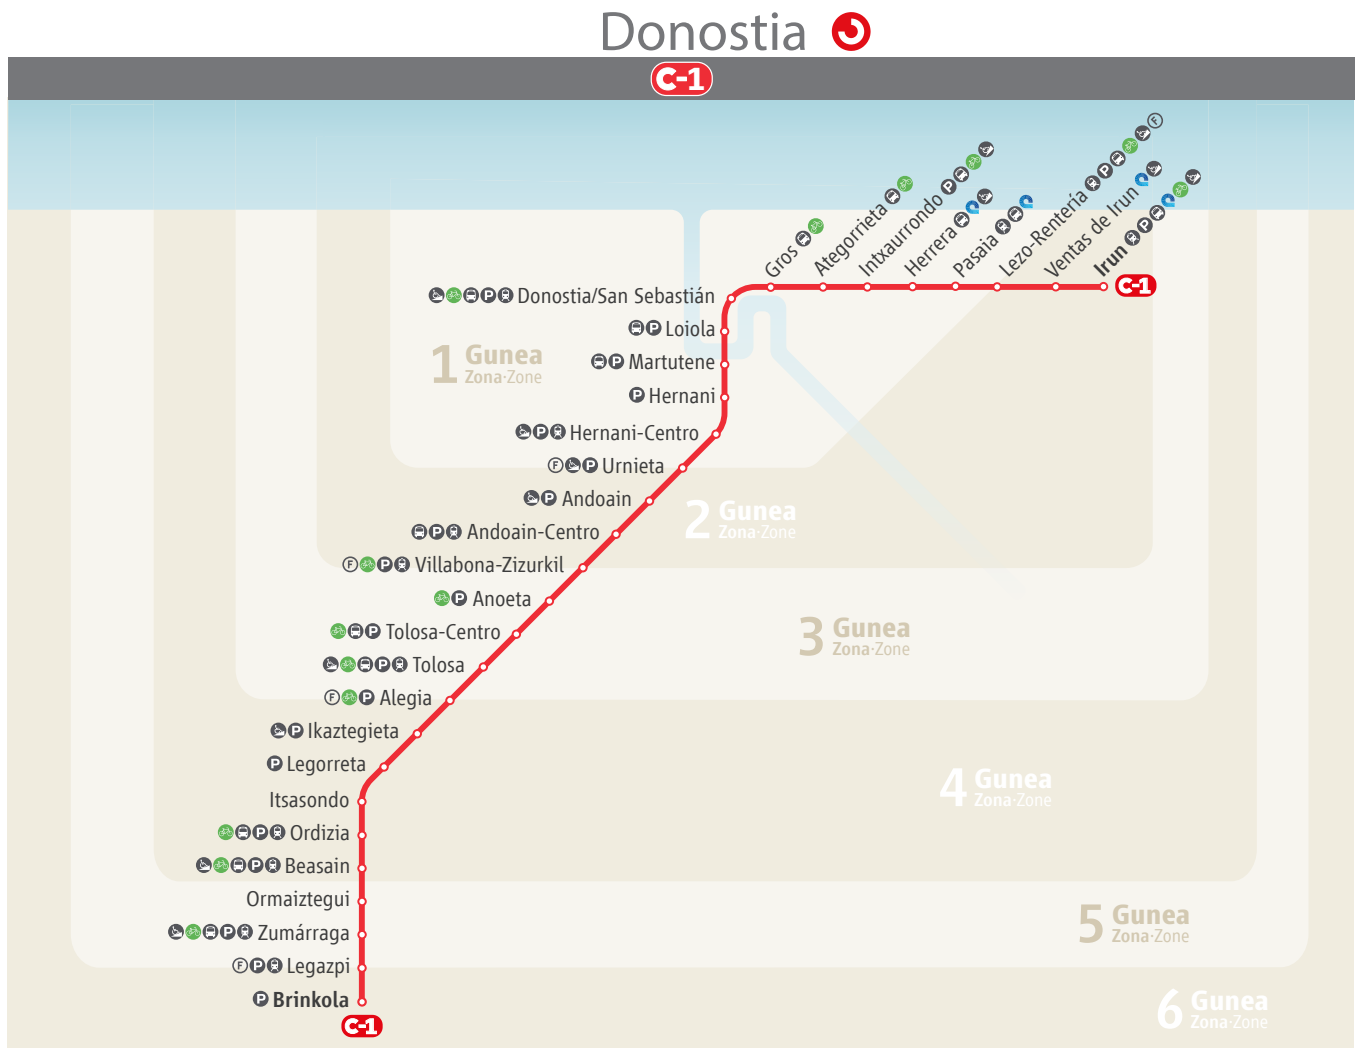 Donostia
C-1
Gros
Ategorrieta
Intxaurrondo P
Herrera
Pasaia
Lezo-Rentería P F
Ventas de Irun
Irun P
C-1
P Donostia/San Sebastián
P Loiola
P Martutene
P Hernani
P Hernani-Centro
F P Urnieta
P Andoain
P Andoain-Centro
F P Villabona-Zizurkil
P Anoeta
P Tolosa-Centro
P Tolosa
F P Alegia
P Ikaztegieta
P Legorreta
Itsasondo
P Ordizia
P Beasain
Ormaiztegui
P Zumárraga
F P Legazpi
P Brinkola
C-1
1 Gunea
Zona·Zone
2 Gunea
Zona·Zone
3 Gunea
Zona·Zone
4 Gunea
Zona·Zone
5 Gunea
Zona·Zone
6 Gunea
Zona·Zone